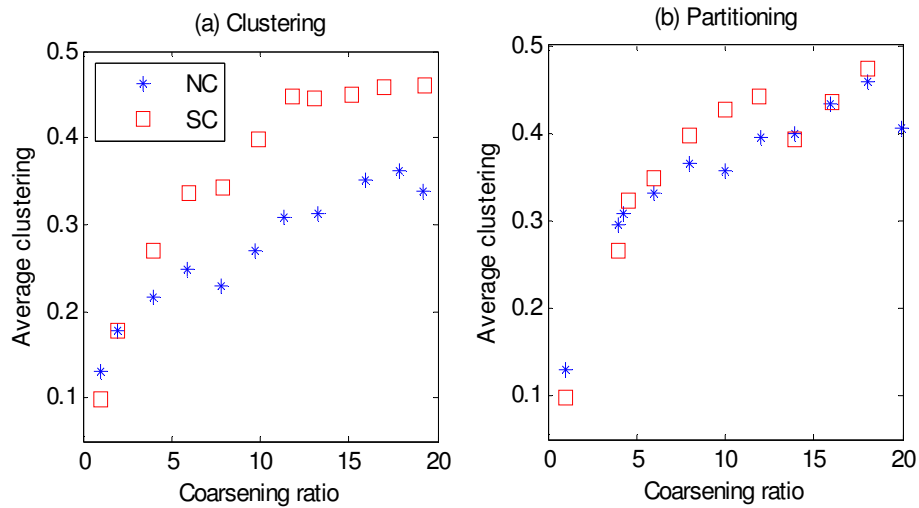 (a) Clustering
0.5
0.4
0.3
0.2
0.1
Average clustering
NC
SC
0 5 10 15 20
Coarsening ratio
(b) Partitioning
0.5
0.4
0.3
0.2
0.1
Average clustering
0 5 10 15 20
Coarsening ratio